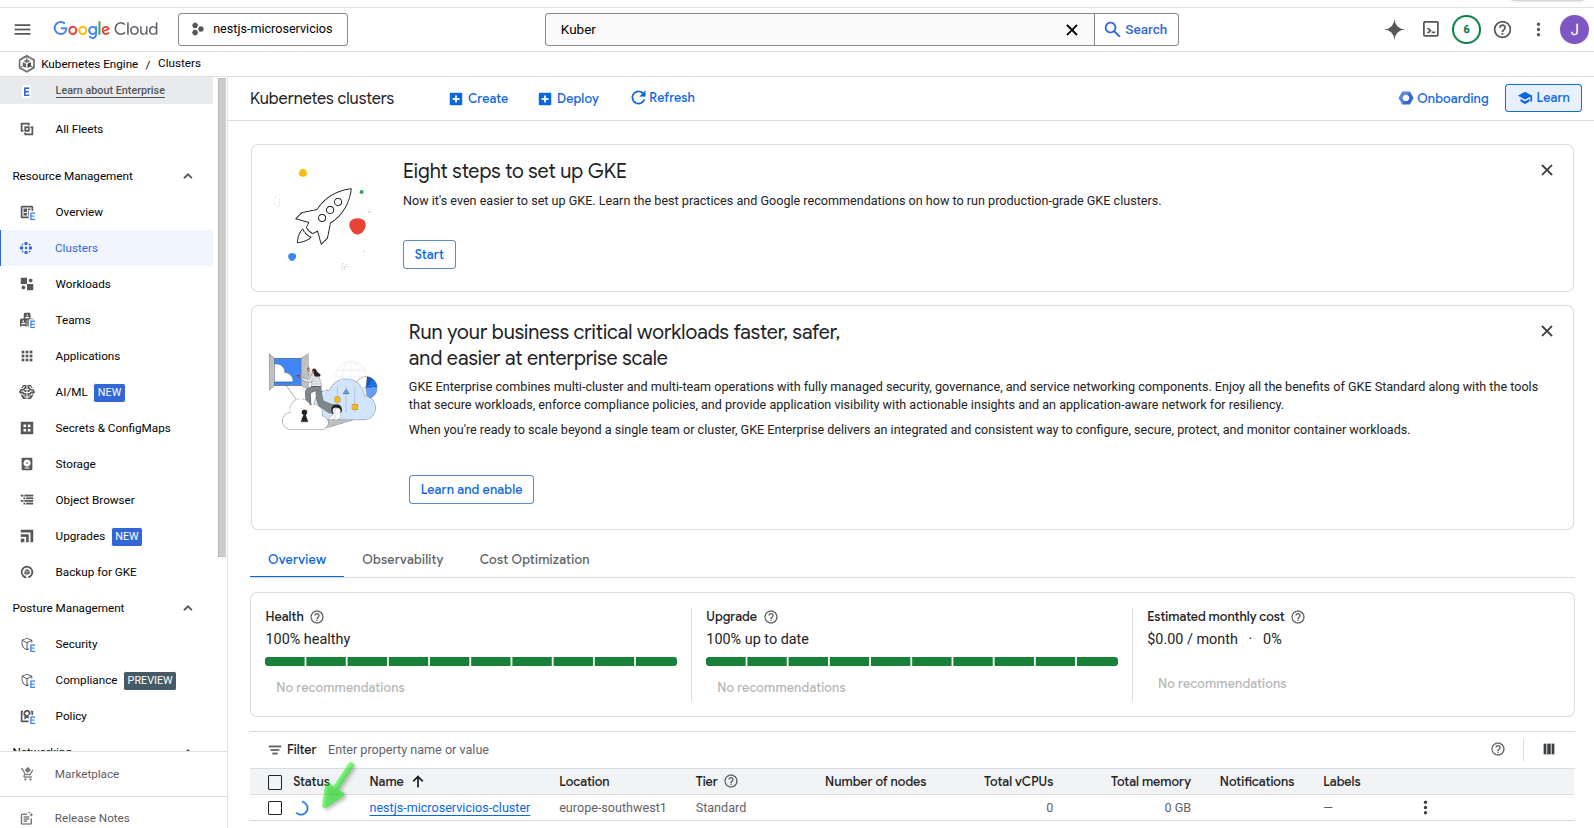 Google Cloud
nestjs-microservicios
Kuber
Search
6
J
Kubernetes Engine / Clusters
E Learn about Enterprise
All Fleets
Resource Management
Overview
Clusters
Workloads
Teams
Applications
AI/ML NEW
Secrets & ConfigMaps
Storage
Object Browser
Upgrades NEW
Backup for GKE
Posture Management
Security
Compliance PREVIEW
Policy
Networking
Marketplace
Release Notes
Kubernetes clusters
Create
Deploy
Refresh
Onboarding
Learn
Eight steps to set up GKE
Now it's even easier to set up GKE. Learn the best practices and Google recommendations on how to run production-grade GKE clusters.
Start
Run your business critical workloads faster, safer,
and easier at enterprise scale
GKE Enterprise combines multi-cluster and multi-team operations with fully managed security, governance, and service networking components. Enjoy all the benefits of GKE Standard along with the tools
that secure workloads, enforce compliance policies, and provide application visibility with actionable insights and an application-aware network for resiliency.
When you're ready to scale beyond a single team or cluster, GKE Enterprise delivers an integrated and consistent way to configure, secure, protect, and monitor container workloads.
Learn and enable
Overview Observability Cost Optimization
Health
100% healthy
No recommendations
Upgrade
100% up to date
No recommendations
Estimated monthly cost
$0.00 / month · 0%
No recommendations
Filter Enter property name or value
Status Name Location Tier Number of nodes Total vCPUs Total memory Notifications Labels
nestjs-microservicios-cluster europe-southwest1 Standard 0 0 GB —